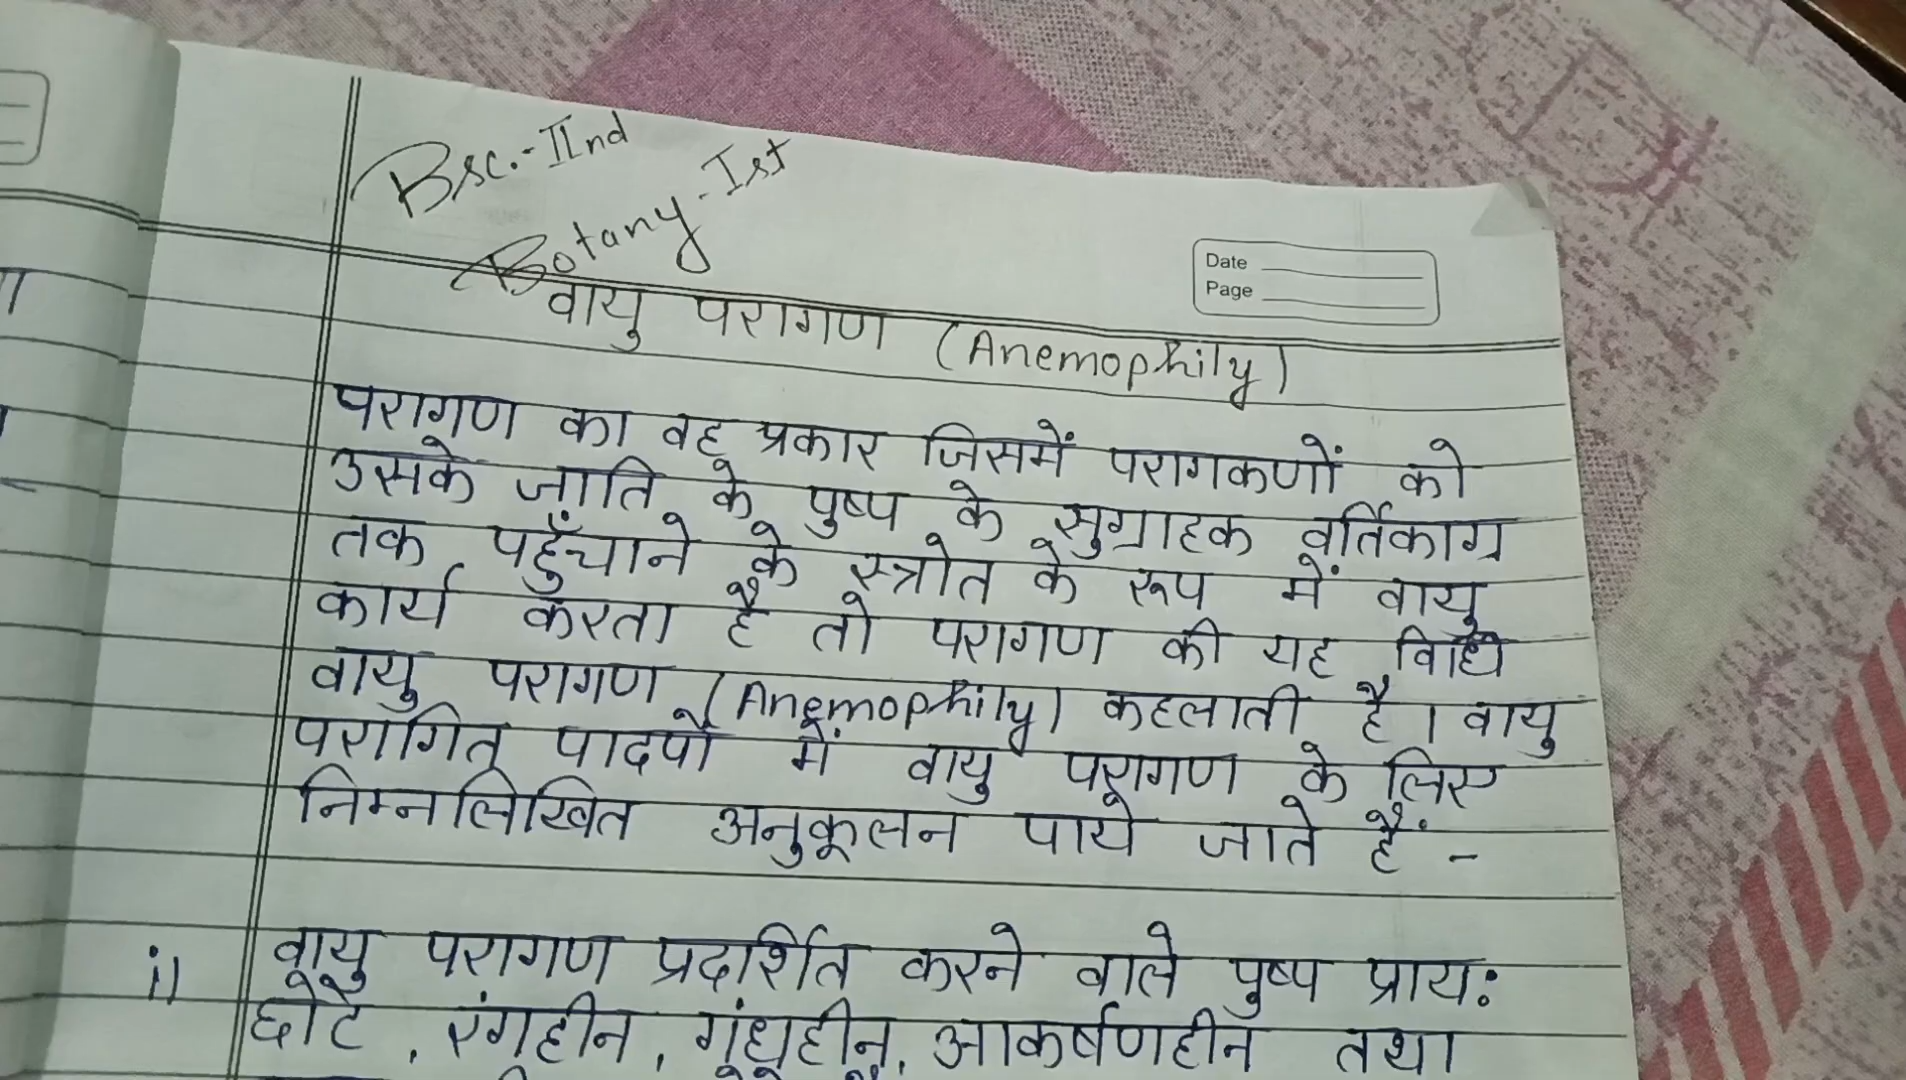 Bsc.-IInd
Botany-Ist
Date
Page
वायु परागण (Anemophily)
परागण का वह प्रकार जिसमें परागकणों को
उसके जाति के पुष्प के सुग्राहक वर्तिकाग्र
तक पहुँचाने के स्त्रोत के रूप में वायु
कार्य करता है तो परागण की यह विधि
वायु परागण (Anemophily) कहलाती है । वायु
परागित पादपों में वायु परागण के लिए
निम्नलिखित अनुकूलन पाये जाते हैं -
i) वायु परागण प्रदर्शित करने वाले पुष्प प्रायः
छोटे , रंगहीन , गंधहीन, आकर्षणहीन तथा